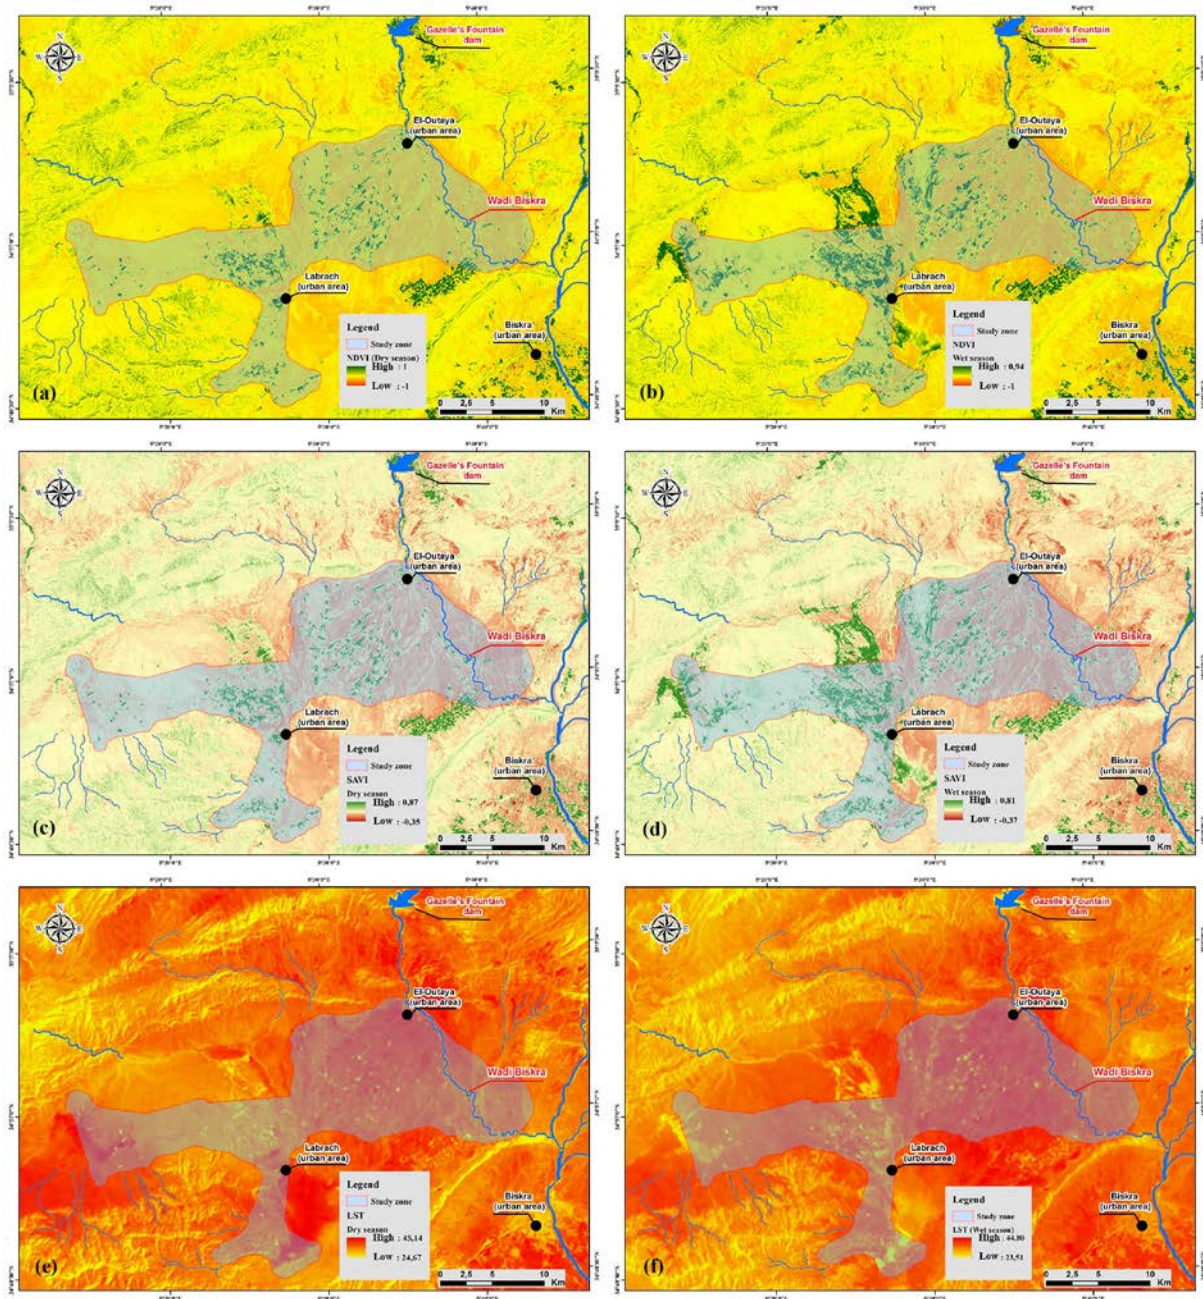 N
W E
S
Gazelle's Fountain
dam
El-Outaya
(urban area)
Wadi Biskra
Labrach
(urban area)
Biskra
(urban area)
Legend
Study zone
NDVI (Dry season)
High : 1
Low : -1
0 2,5 5 10
Km
(a)
N
W E
S
Gazelle's Fountain
dam
El-Outaya
(urban area)
Wadi Biskra
Labrach
(urban area)
Biskra
(urban area)
Legend
Study zone
NDVI
Wet season
High : 0,94
Low : -1
0 2,5 5 10
Km
(b)
N
W E
S
Gazelle's Fountain
dam
El-Outaya
(urban area)
Wadi Biskra
Labrach
(urban area)
Biskra
(urban area)
Legend
Study zone
SAVI
Dry season
High : 0,87
Low : -0,35
0 2,5 5 10
Km
(c)
N
W E
S
Gazelle's Fountain
dam
El-Outaya
(urban area)
Wadi Biskra
Labrach
(urban area)
Biskra
(urban area)
Legend
Study zone
SAVI
Wet season
High : 0,81
Low : -0,37
0 2,5 5 10
Km
(d)
N
W E
S
Gazelle's Fountain
dam
El-Outaya
(urban area)
Wadi Biskra
Labrach
(urban area)
Biskra
(urban area)
Legend
Study zone
LST
Dry season
High : 45,14
Low : 24,67
0 2,5 5 10
Km
(e)
N
W E
S
Gazelle's Fountain
dam
El-Outaya
(urban area)
Wadi Biskra
Labrach
(urban area)
Biskra
(urban area)
Legend
Study zone
LST (Wet season)
High : 44,80
Low : 23,51
0 2,5 5 10
Km
(f)